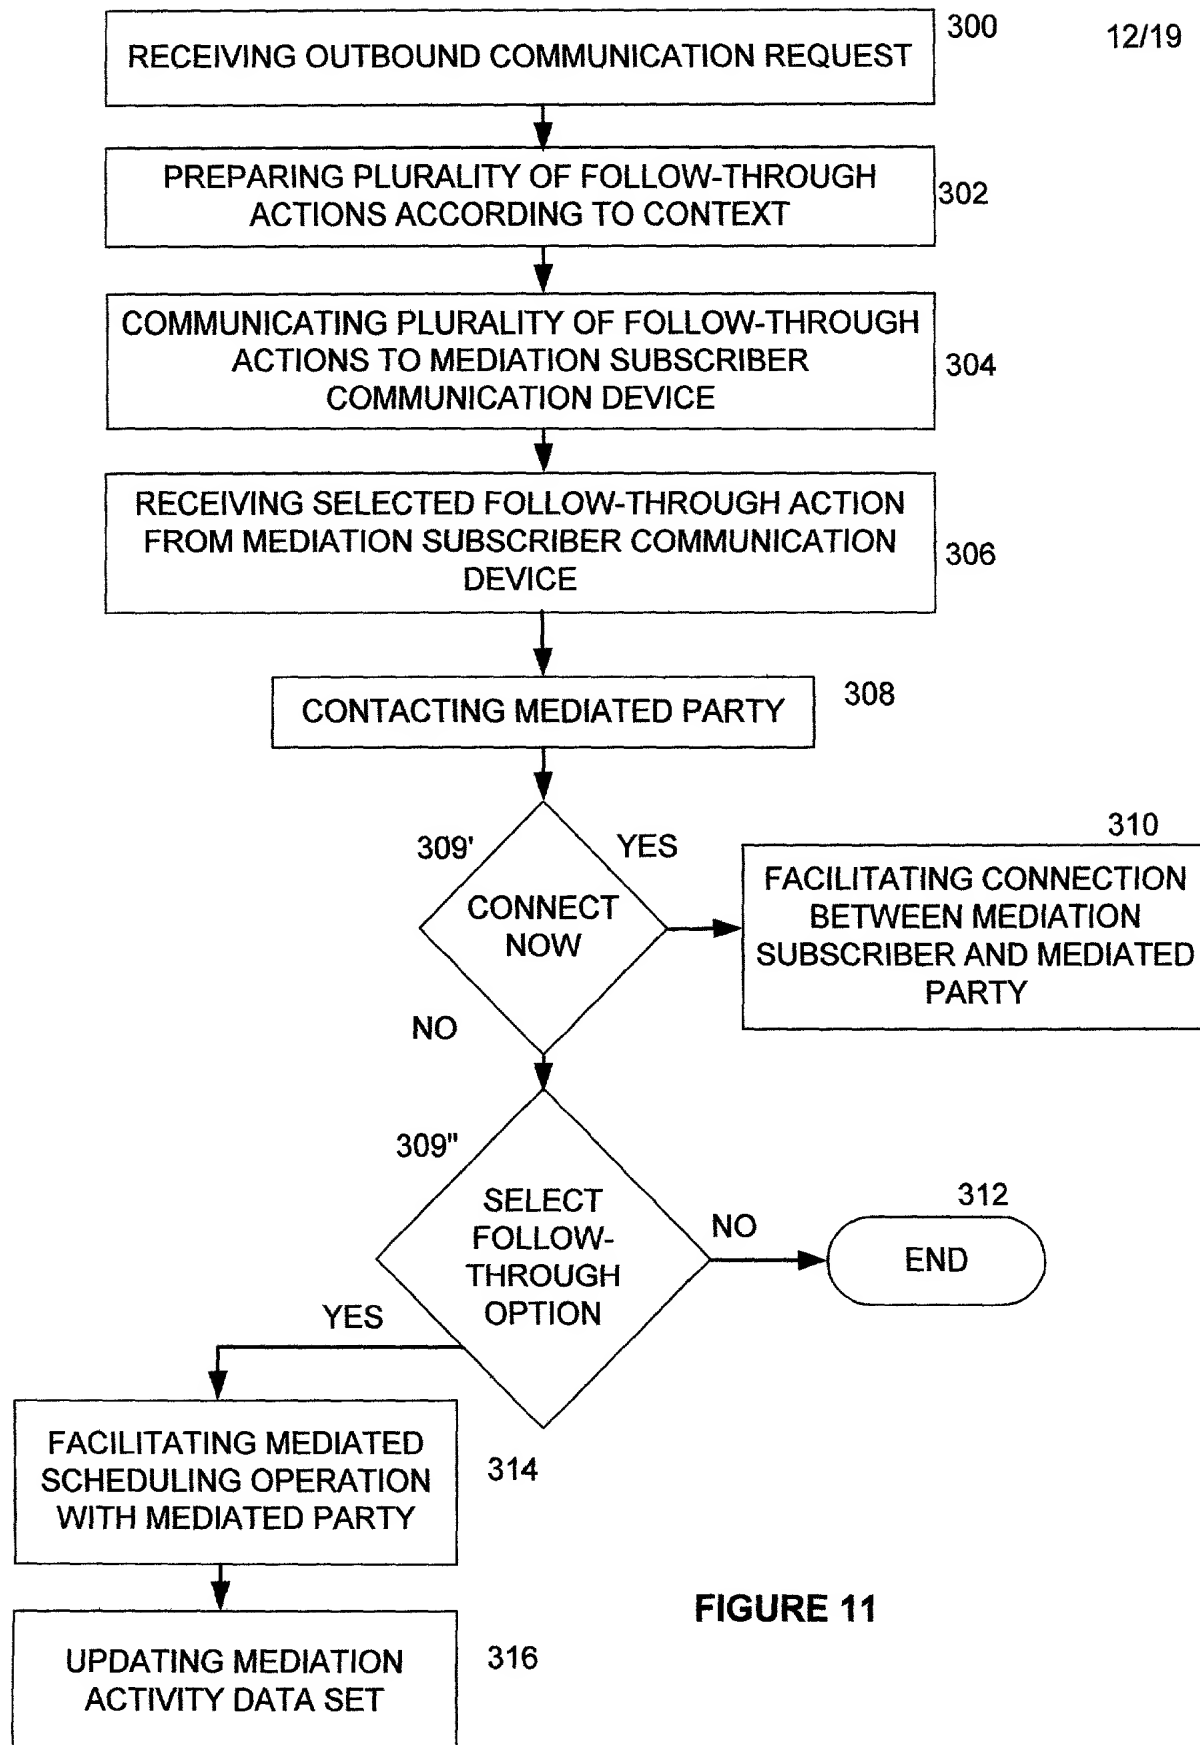 300
12/19
RECEIVING OUTBOUND COMMUNICATION REQUEST
PREPARING PLURALITY OF FOLLOW-THROUGH
ACTIONS ACCORDING TO CONTEXT
302
COMMUNICATING PLURALITY OF FOLLOW-THROUGH
ACTIONS TO MEDIATION SUBSCRIBER
COMMUNICATION DEVICE
304
RECEIVING SELECTED FOLLOW-THROUGH ACTION
FROM MEDIATION SUBSCRIBER COMMUNICATION
DEVICE
306
CONTACTING MEDIATED PARTY
308
309'
YES
CONNECT
NOW
NO
310
FACILITATING CONNECTION
BETWEEN MEDIATION
SUBSCRIBER AND MEDIATED
PARTY
309"
SELECT
FOLLOW-
THROUGH
OPTION
NO
312
END
YES
FACILITATING MEDIATED
SCHEDULING OPERATION
WITH MEDIATED PARTY
314
UPDATING MEDIATION
ACTIVITY DATA SET
316
FIGURE 11